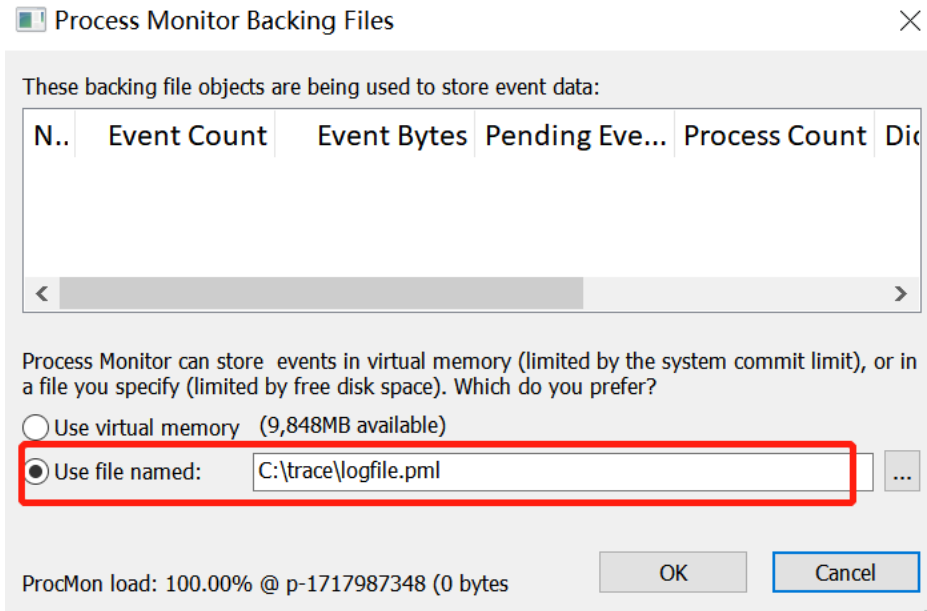 Process Monitor Backing Files
These backing file objects are being used to store event data:
N.. Event Count Event Bytes Pending Eve... Process Count Dic
Process Monitor can store  events in virtual memory (limited by the system commit limit), or in
a file you specify (limited by free disk space). Which do you prefer?
Use virtual memory (9,848MB available)
Use file named: C:\trace\logfile.pml ...
OK Cancel
ProcMon load: 100.00% @ p-1717987348 (0 bytes